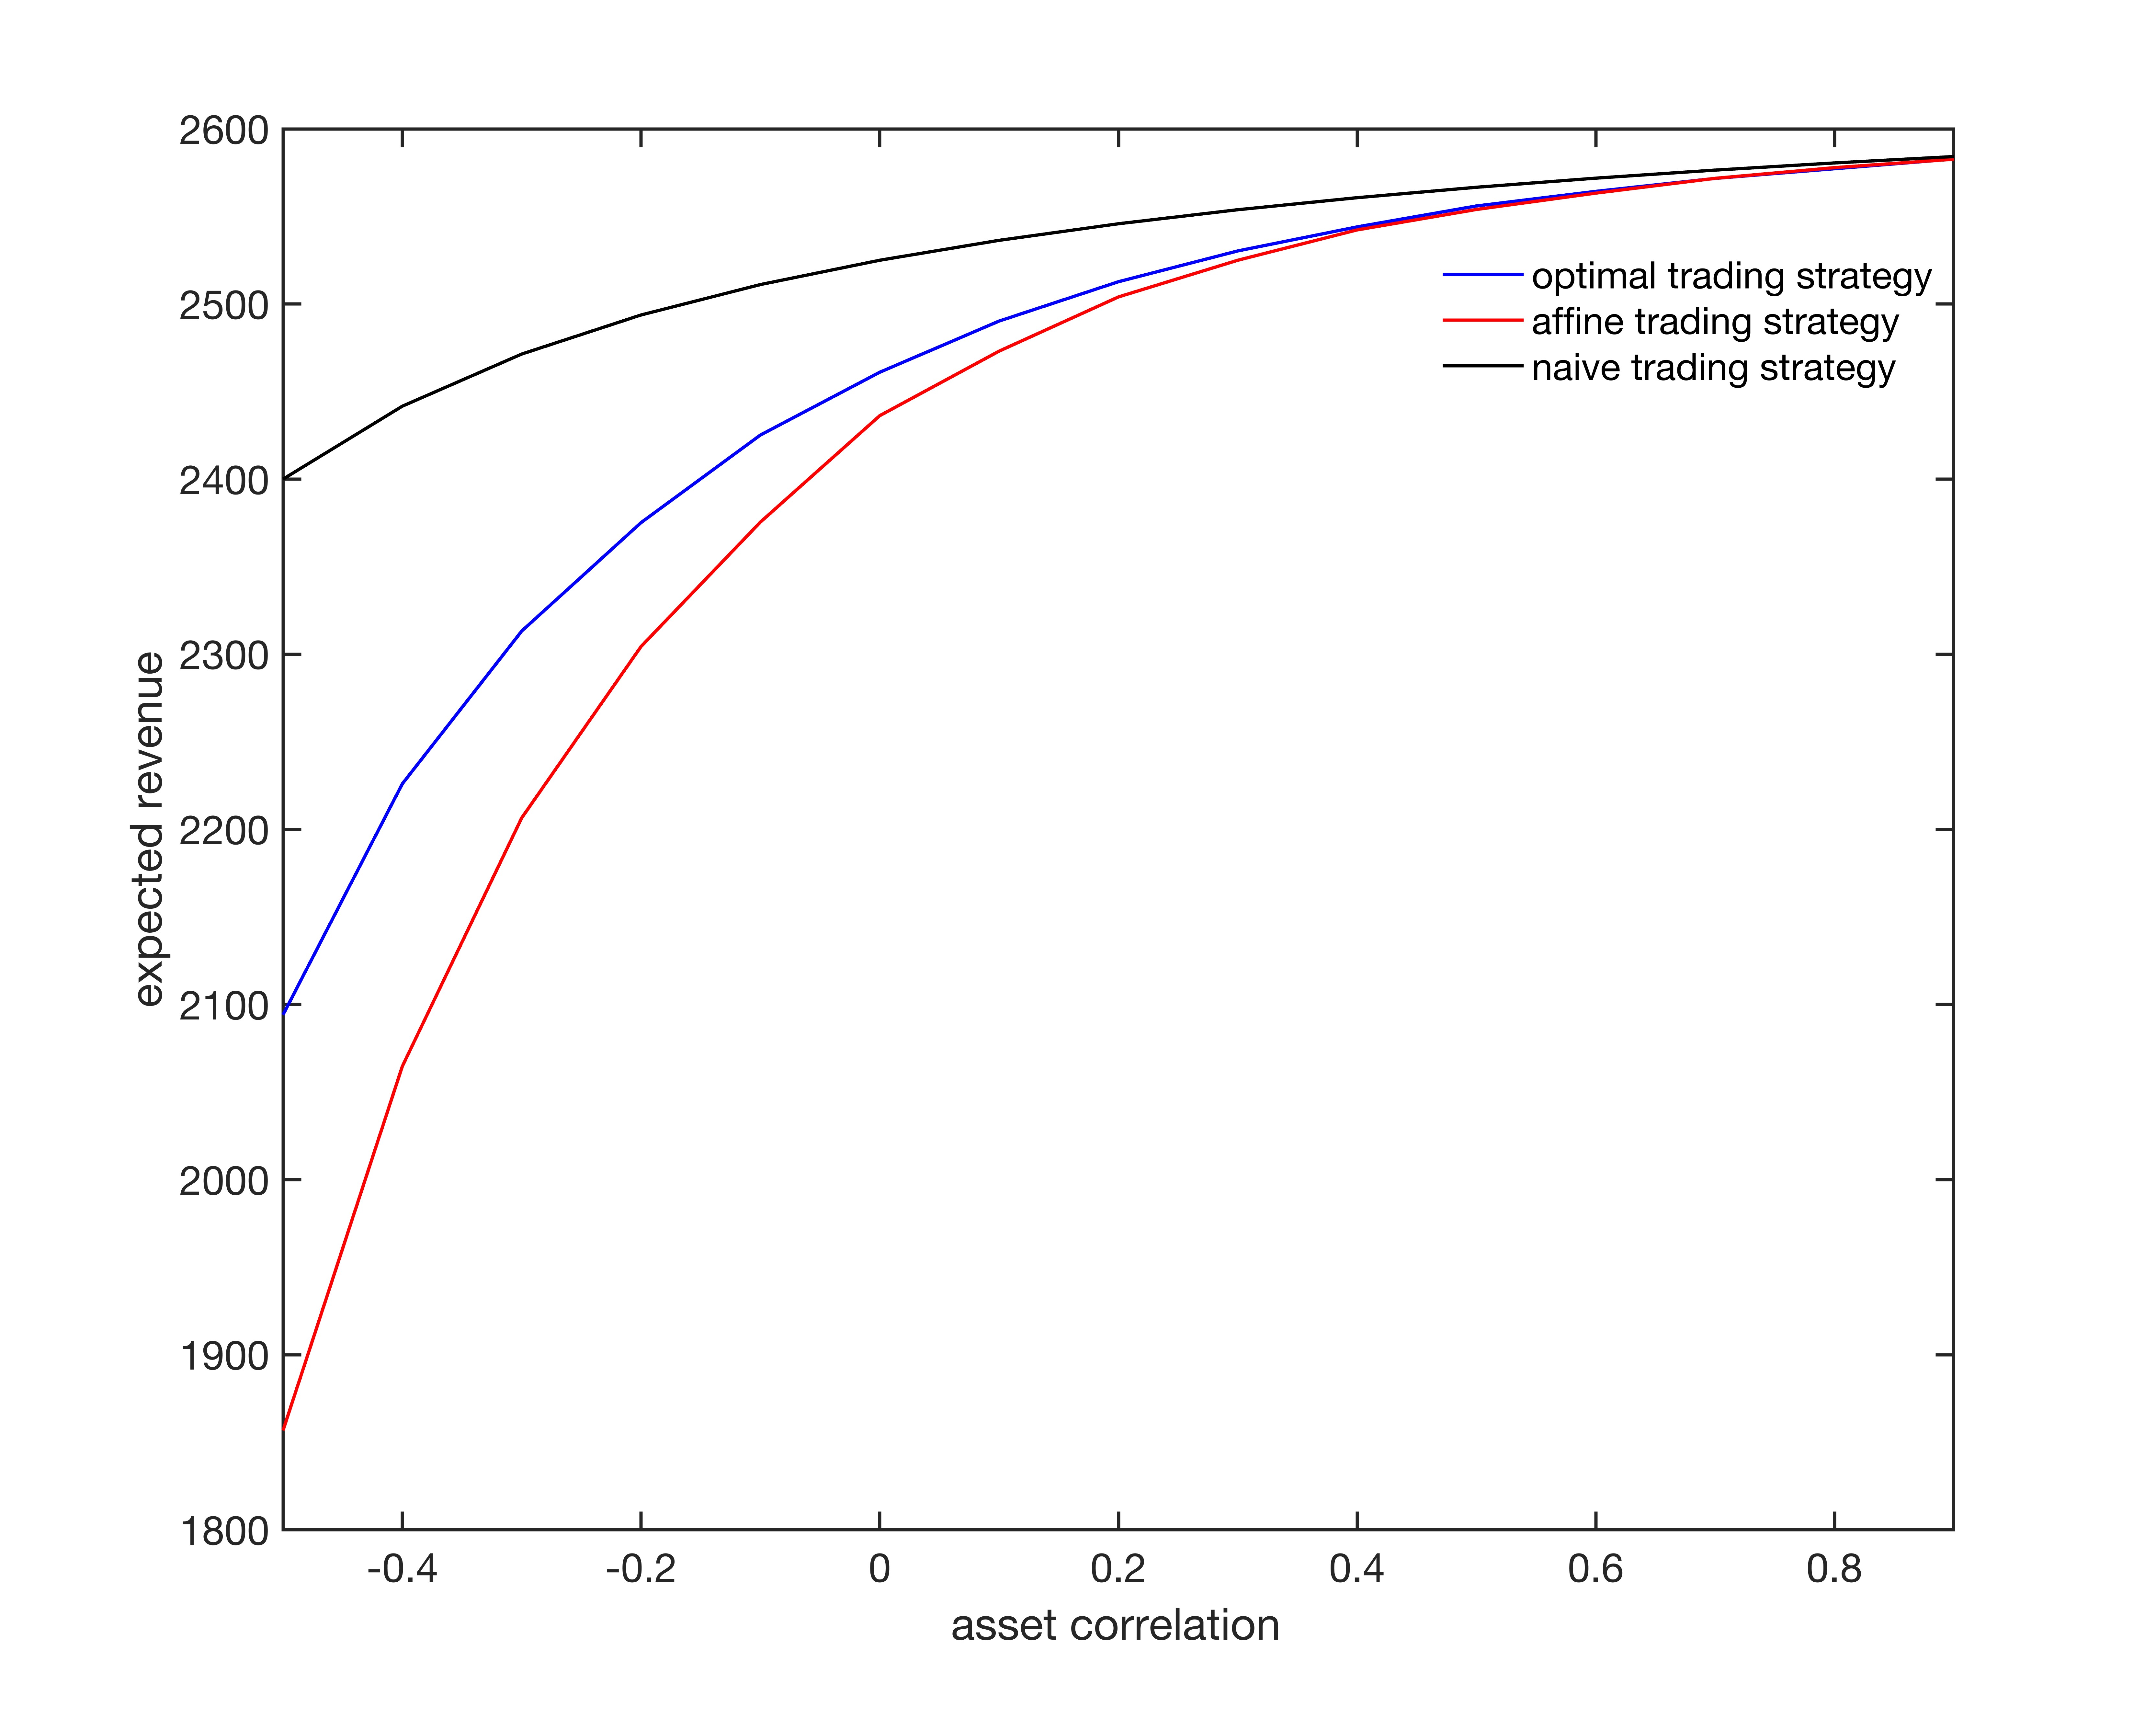 2600
2500
2400
2300
2200
2100
2000
1900
1800
expected revenue
optimal trading strategy
affine trading strategy
naive trading strategy
-0.4 -0.2 0 0.2 0.4 0.6 0.8
asset correlation